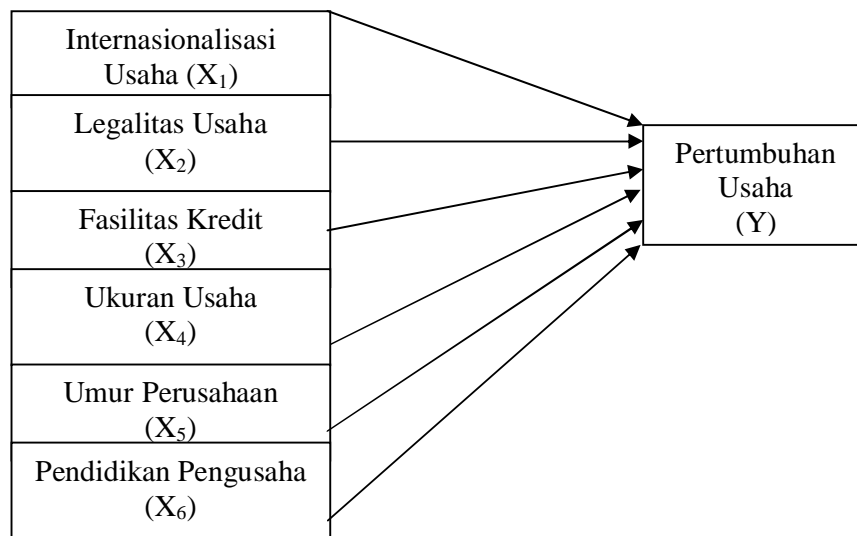 Internasionalisasi
Usaha (X₁)
Legalitas Usaha
(X₂)
Fasilitas Kredit
(X₃)
Ukuran Usaha
(X₄)
Umur Perusahaan
(X₅)
Pendidikan Pengusaha
(X₆)
Pertumbuhan
Usaha
(Y)